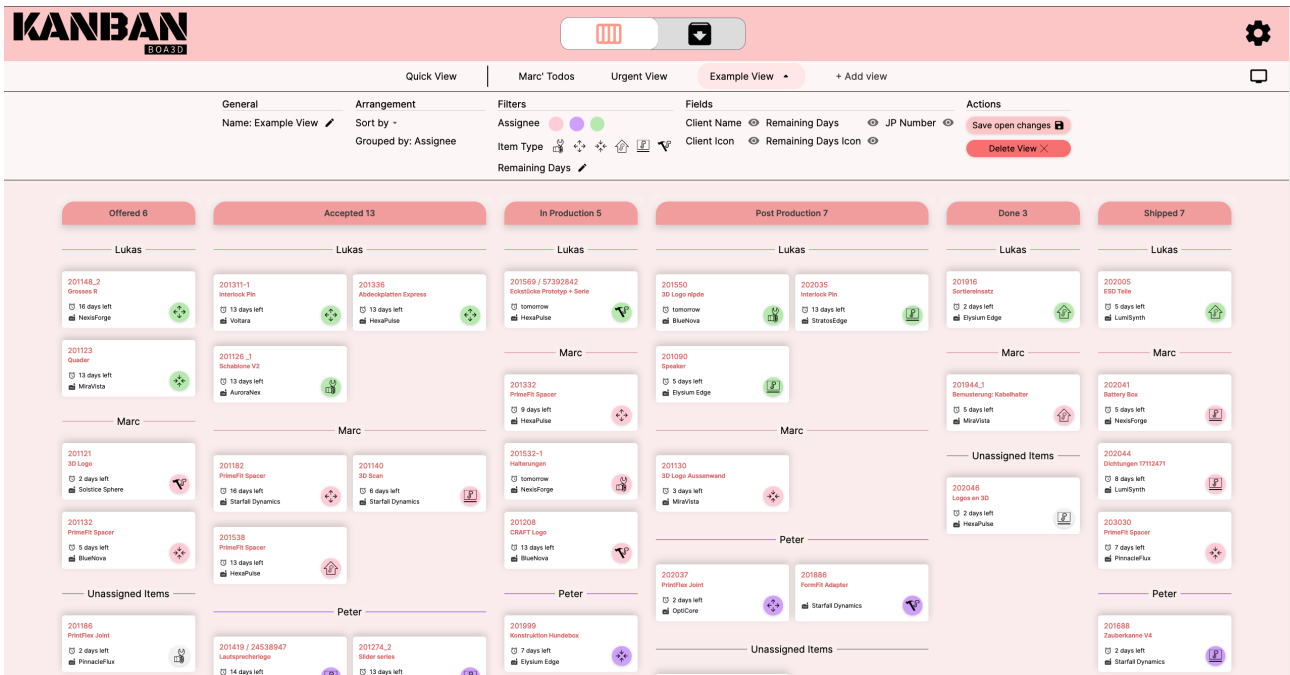 KANBAN
BOA3D
Quick View
Marc' Todos
Urgent View
Example View
+ Add view
General
Name: Example View
Arrangement
Sort by
Grouped by: Assignee
Filters
Assignee
Item Type
Remaining Days
Fields
Client Name
Remaining Days
JP Number
Client Icon
Remaining Days Icon
Actions
Save open changes
Delete View
Offered 6
Lukas
201148_2
Grosses R
16 days left
NexisForge
201123
Quader
13 days left
MiraVista
Marc
201121
3D Logo
2 days left
Solstice Sphere
201132
PrimeFit Spacer
5 days left
BlueNova
Unassigned Items
201186
PrintFlex Joint
2 days left
PinnacleFlux
Accepted 13
Lukas
201311-1
Interlock Pin
13 days left
Voltara
201336
Abdeckplatten Express
13 days left
HexaPulse
201126 _1
Schablone V2
13 days left
AuroraNex
Marc
201182
PrimeFit Spacer
16 days left
Starfall Dynamics
201140
3D Scan
6 days left
Starfall Dynamics
201538
PrimeFit Spacer
13 days left
HexaPulse
Peter
201419 / 24538947
Lautsprecherlogo
14 days left
201274_2
Slider series
13 days left
In Production 5
Lukas
201569 / 57392842
Eckstücke Prototyp + Serie
tomorrow
HexaPulse
Marc
201332
PrimeFit Spacer
9 days left
HexaPulse
201532-1
Halterungen
tomorrow
NexisForge
201208
CRAFT Logo
13 days left
BlueNova
Peter
201999
Konstruktion Hundebox
7 days left
Elysium Edge
Post Production 7
Lukas
201550
3D Logo nipde
tomorrow
BlueNova
202035
Interlock Pin
13 days left
StratosEdge
201090
Speaker
5 days left
Elysium Edge
Marc
201130
3D Logo Aussenwand
3 days left
MiraVista
Peter
202037
PrintFlex Joint
2 days left
OptiCore
201886
FormFit Adapter
Starfall Dynamics
Unassigned Items
Done 3
Lukas
201916
Sortiereinsatz
2 days left
Elysium Edge
Marc
201944_1
Bemusterung: Kabelhalter
5 days left
MiraVista
Unassigned Items
202046
Logos en 3D
2 days left
HexaPulse
Shipped 7
Lukas
202005
ESD Teile
5 days left
LumiSynth
Marc
202041
Battery Box
5 days left
NexisForge
202044
Dichtungen 17112471
8 days left
LumiSynth
203030
PrimeFit Spacer
7 days left
PinnacleFlux
Peter
201688
Zauberkanne V4
2 days left
Starfall Dynamics